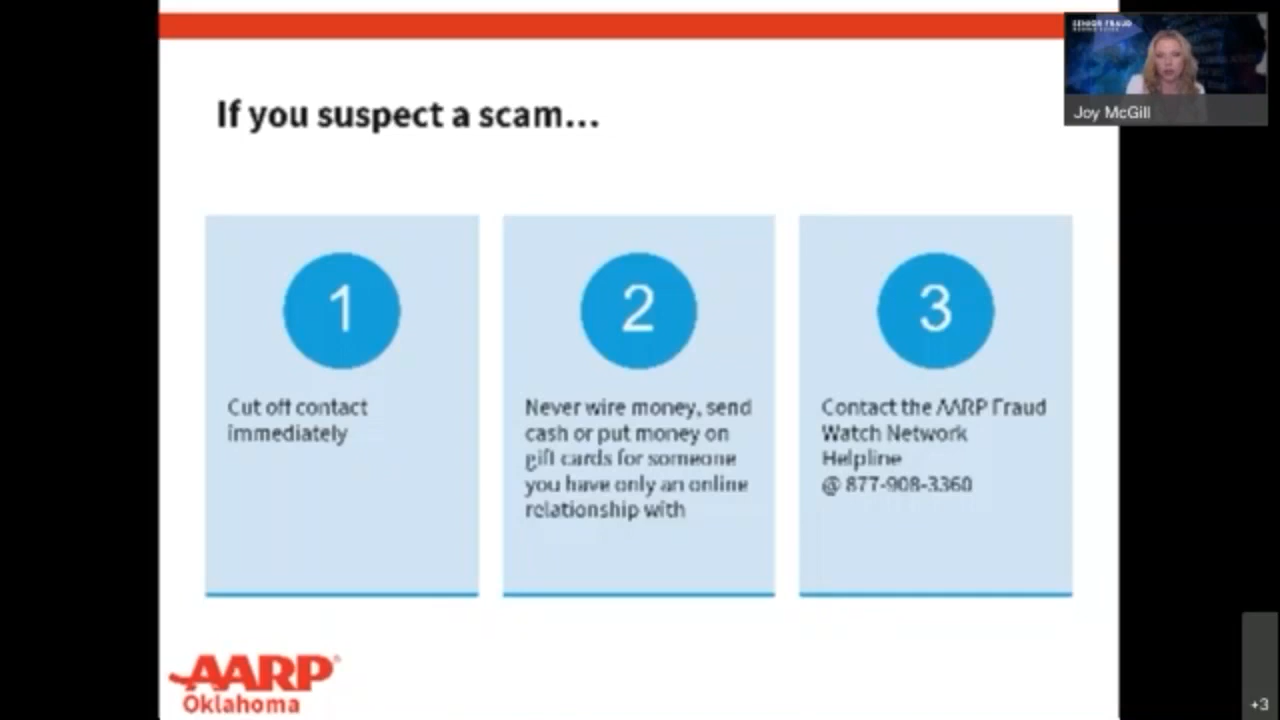 If you suspect a scam...
1
Cut off contact
immediately
2
Never wire money, send
cash or put money on
gift cards for someone
you have only an online
relationship with
3
Contact the AARP Fraud
Watch Network
Helpline
@ 877-908-3360
AARP
Oklahoma
SENIOR FRAUD
Joy McGill
+3